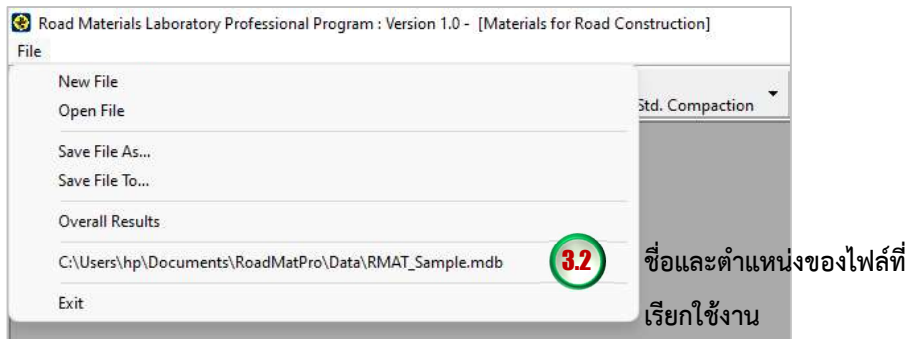 Road Materials Laboratory Professional Program : Version 1.0 - [Materials for Road Construction]
File
New File
Open File
Std. Compaction
Save File As...
Save File To...
Overall Results
C:\Users\hp\Documents\RoadMatPro\Data\RMAT_Sample.mdb
3.2
ชื่อและตำแหน่งของไฟล์ที่
เรียกใช้งาน
Exit